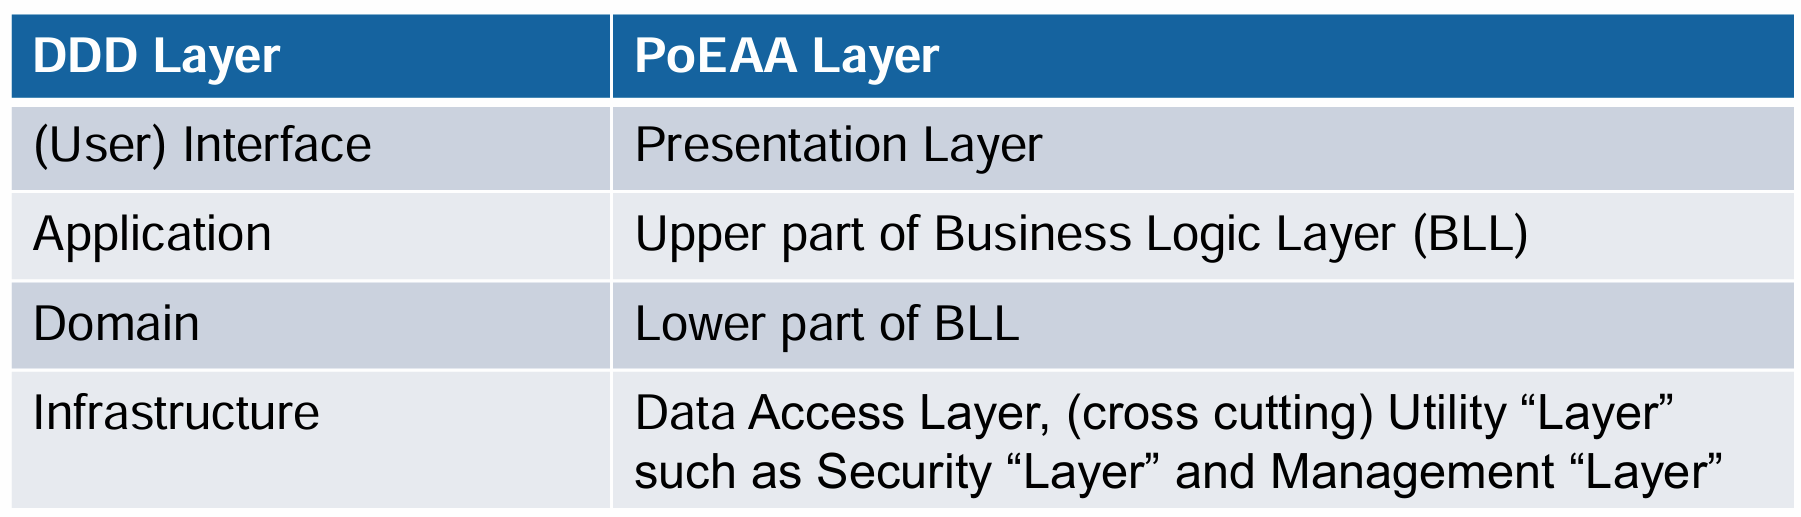 DDD Layer PoEAA Layer
(User) Interface Presentation Layer
Application Upper part of Business Logic Layer (BLL)
Domain Lower part of BLL
Infrastructure Data Access Layer, (cross cutting) Utility “Layer”
such as Security “Layer” and Management “Layer”